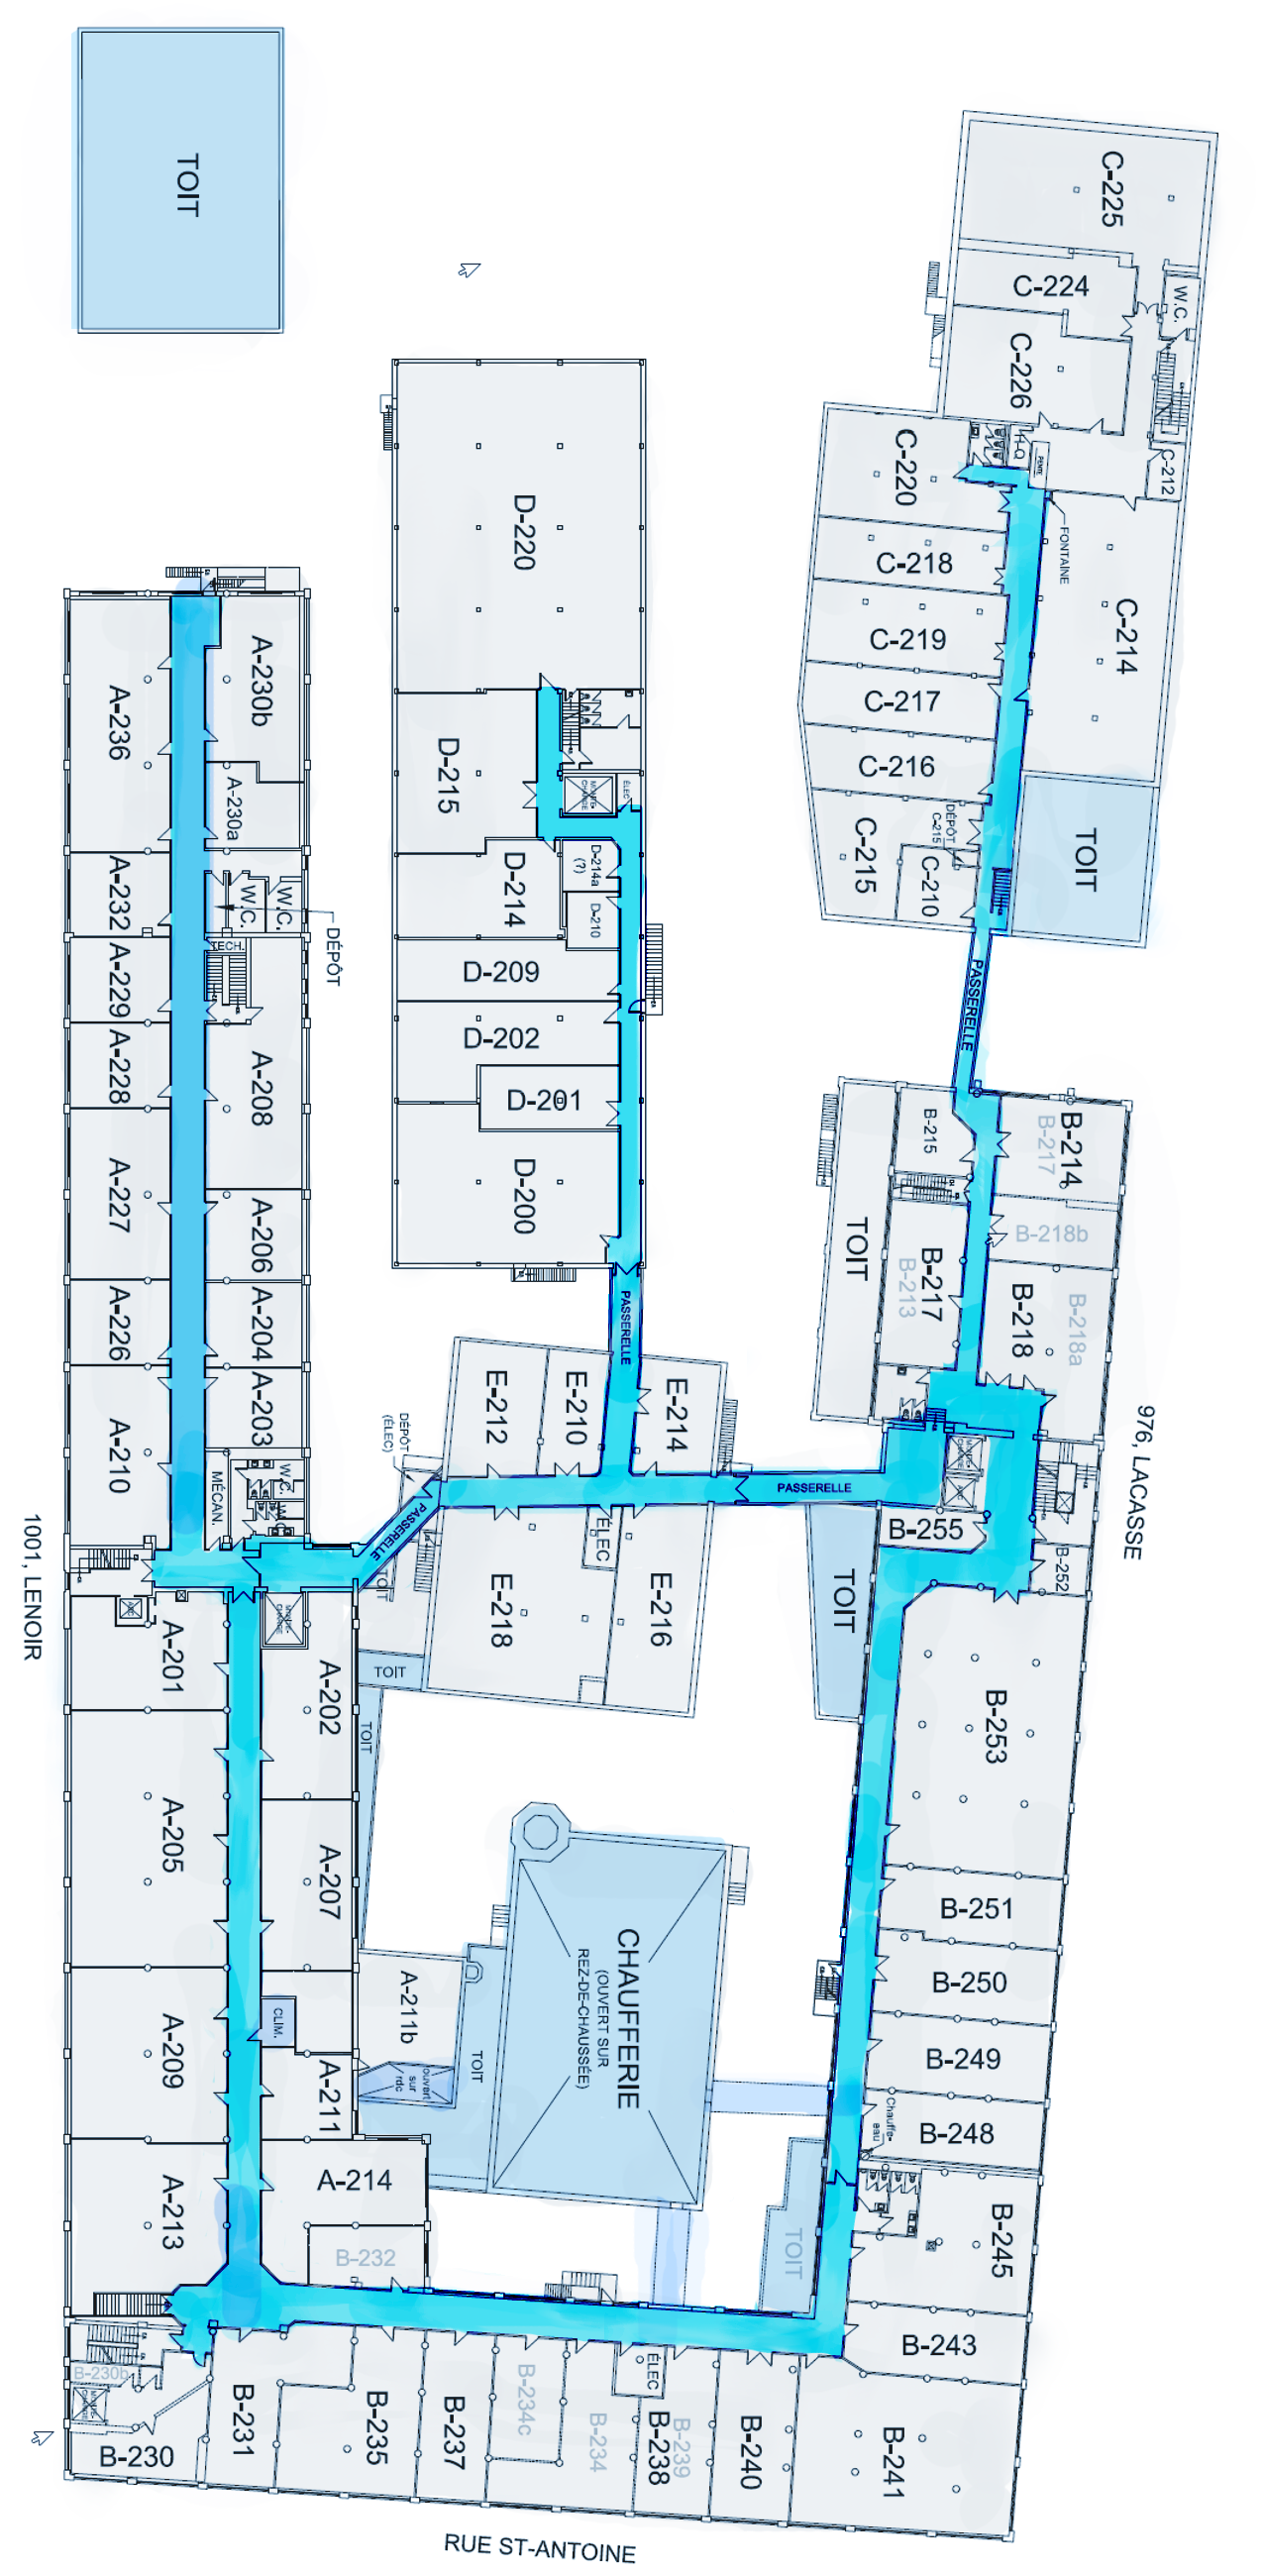 TOIT
C-225
C-224
W.C.
C-226
H-Q
PENTE
C-212
C-220
FONTAINE
C-218
C-214
C-219
C-217
C-216
DÉPÔT
C-215
C-215
C-210
TOIT
PASSERELLE
D-220
D-215
MONTE-
CHARGE
ÉLEC
D-214a
(?)
D-214
D-210
D-209
D-202
D-201
D-200
PASSERELLE
A-230b
A-236
A-230a
A-232
W.C.
W.C.
DÉPÔT
TECH.
A-229
A-228
A-208
A-227
A-206
A-226
A-204
A-203
A-210
MÉCAN.
W.C.
1001, LENOIR
B-215
B-214
B-217
B-218b
TOIT
B-217
B-213
B-218
B-218a
976, LACASSE
E-212
E-210
E-214
DÉPÔT
(ÉLEC)
PASSERELLE
PASSERELLE
B-255
B-252
ÉLEC
E-218
E-216
TOIT
TOIT
TOIT
TOIT
A-201
A-202
B-253
A-205
A-207
B-251
B-250
B-249
B-248
Chauffe-
eau
CHAUFFERIE
(OUVERT SUR
REZ-DE-CHAUSSÉE)
A-211b
CLIM.
ouvert
sur
rdc
TOIT
A-209
A-211
A-213
A-214
B-232
TOIT
B-245
B-243
B-230b
B-230
B-231
B-235
B-237
B-234c
B-234
ÉLEC
B-238
B-239
B-240
B-241
RUE ST-ANTOINE